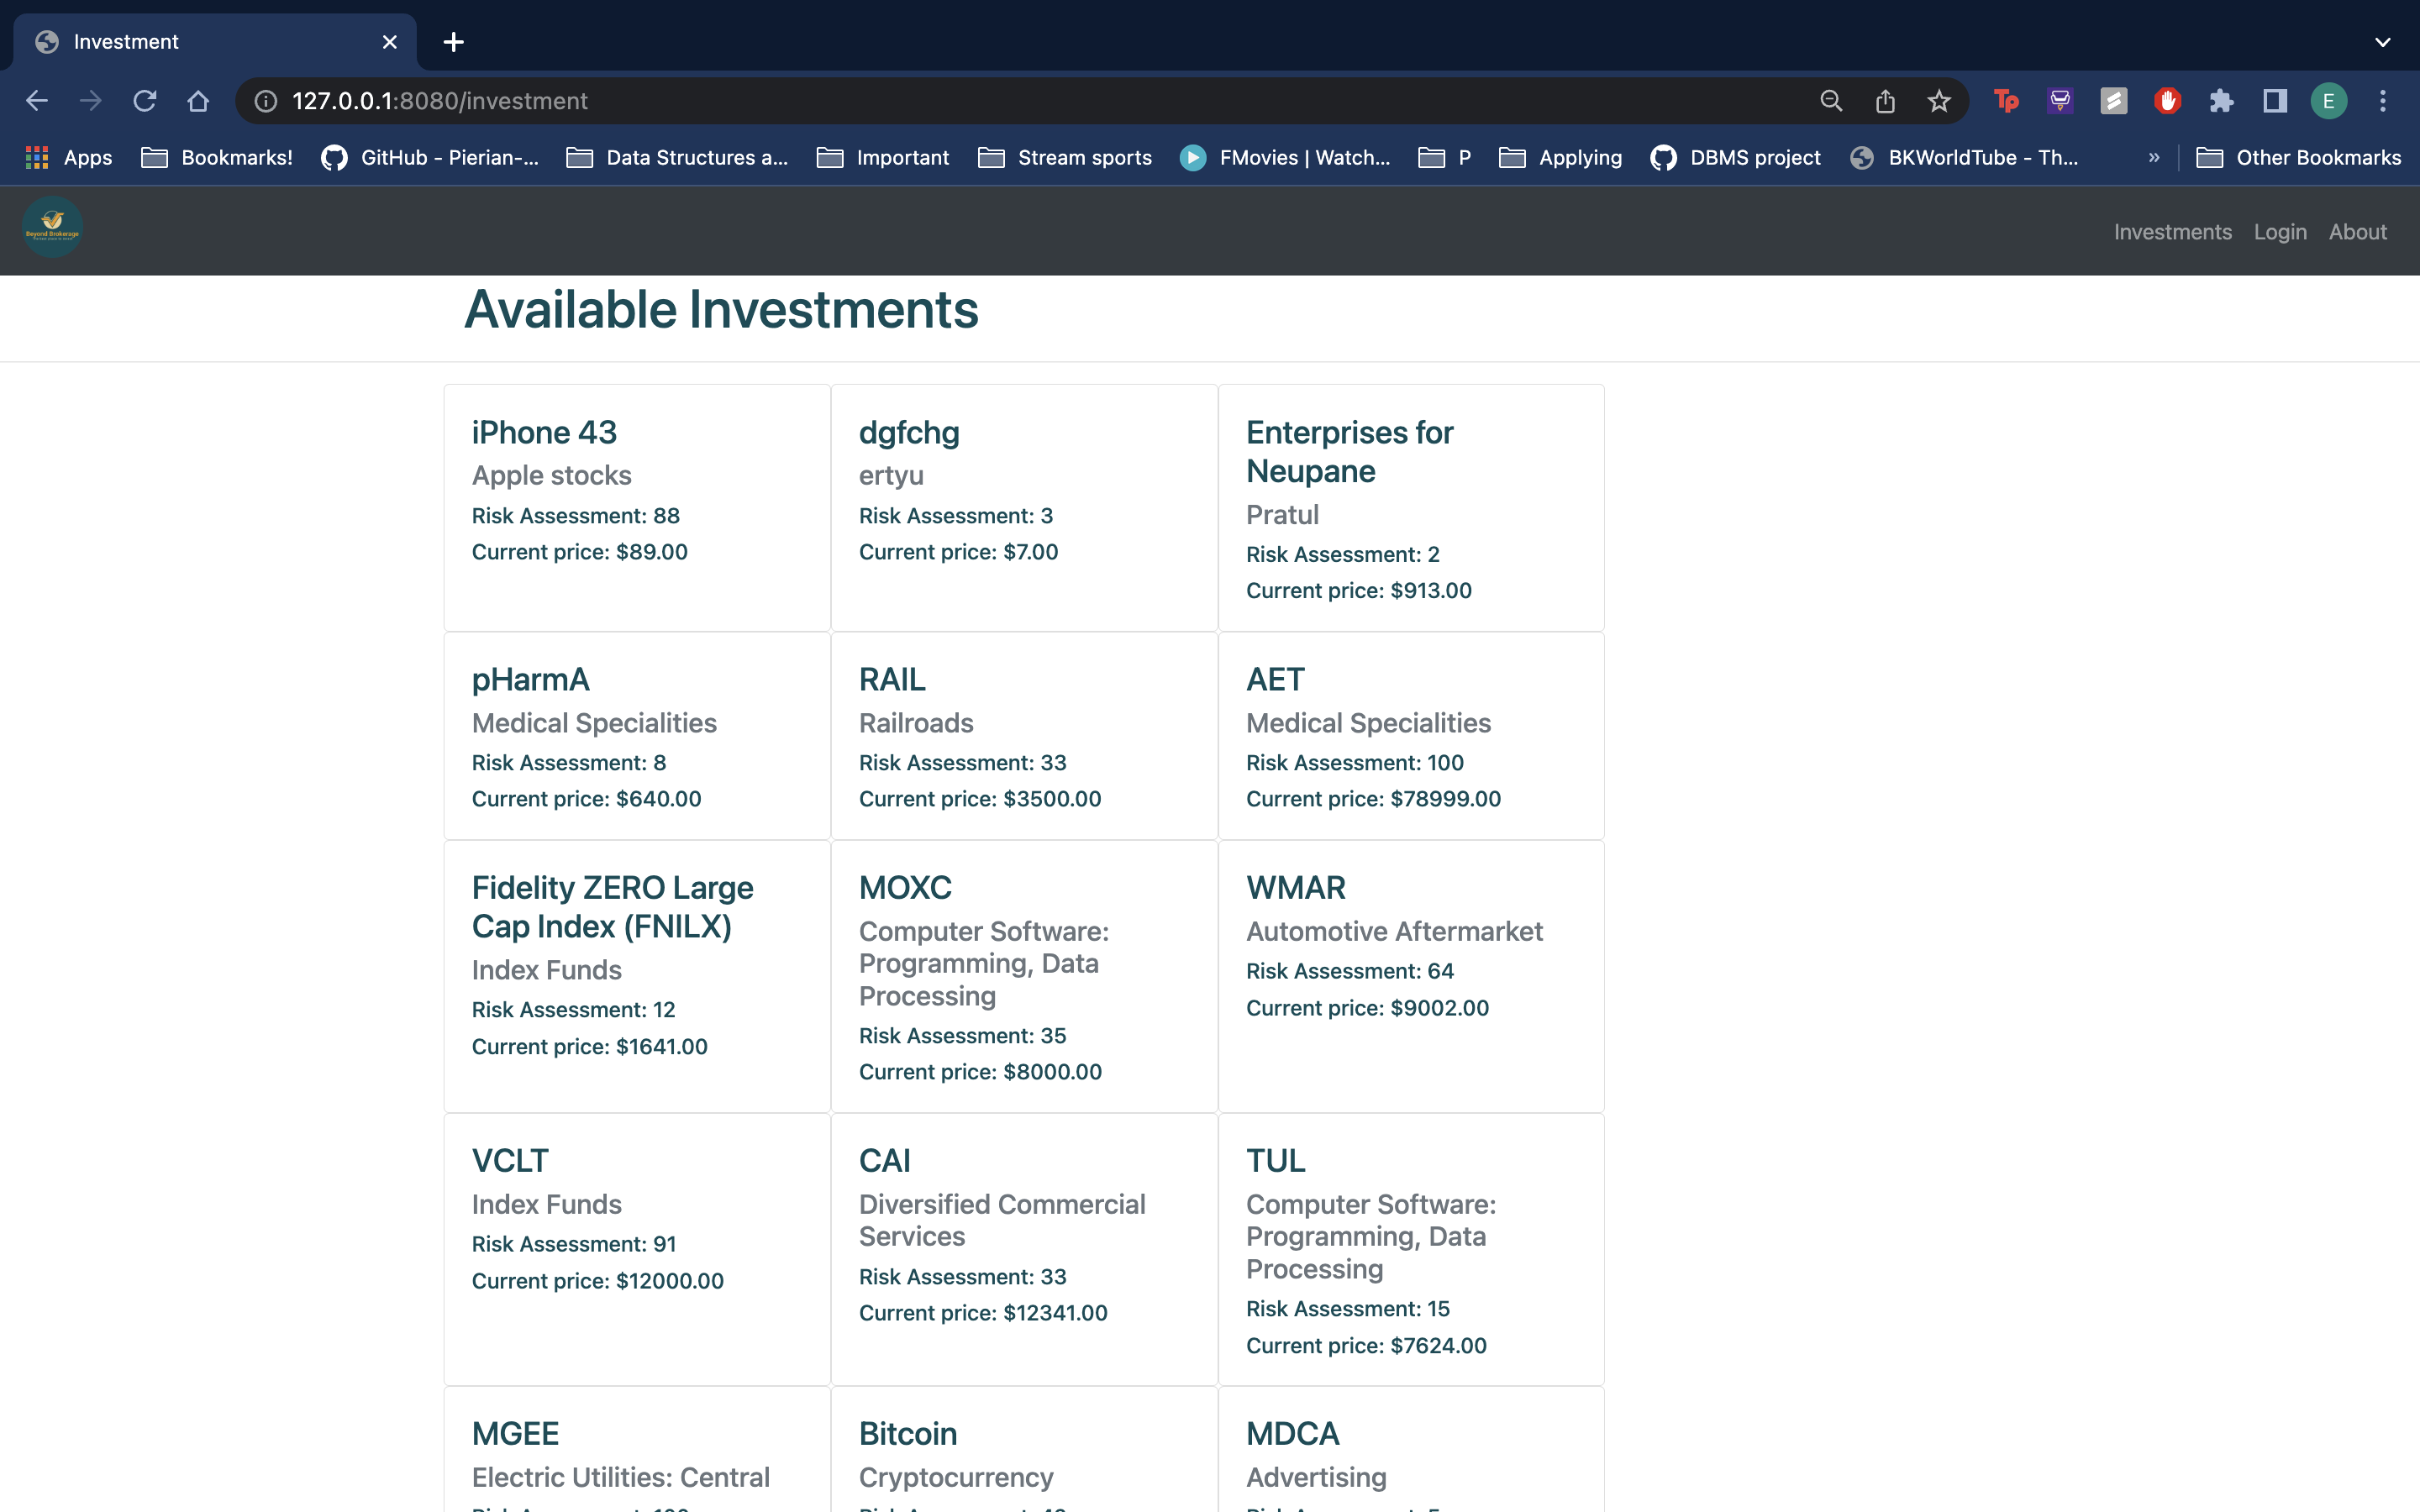 Investment
127.0.0.1:8080/investment
E
Apps
Bookmarks!
GitHub - Pierian-...
Data Structures a...
Important
Stream sports
FMovies | Watch...
P
Applying
DBMS project
BKWorldTube - Th...
»
Other Bookmarks
Beyond Brokerage
Investments
Login
About
Available Investments
iPhone 43
Apple stocks
Risk Assessment: 88
Current price: $89.00
dgfchg
ertyu
Risk Assessment: 3
Current price: $7.00
Enterprises for
Neupane
Pratul
Risk Assessment: 2
Current price: $913.00
pHarmA
Medical Specialities
Risk Assessment: 8
Current price: $640.00
RAIL
Railroads
Risk Assessment: 33
Current price: $3500.00
AET
Medical Specialities
Risk Assessment: 100
Current price: $78999.00
Fidelity ZERO Large
Cap Index (FNILX)
Index Funds
Risk Assessment: 12
Current price: $1641.00
MOXC
Computer Software:
Programming, Data
Processing
Risk Assessment: 35
Current price: $8000.00
WMAR
Automotive Aftermarket
Risk Assessment: 64
Current price: $9002.00
VCLT
Index Funds
Risk Assessment: 91
Current price: $12000.00
CAI
Diversified Commercial
Services
Risk Assessment: 33
Current price: $12341.00
TUL
Computer Software:
Programming, Data
Processing
Risk Assessment: 15
Current price: $7624.00
MGEE
Electric Utilities: Central
Bitcoin
Cryptocurrency
MDCA
Advertising